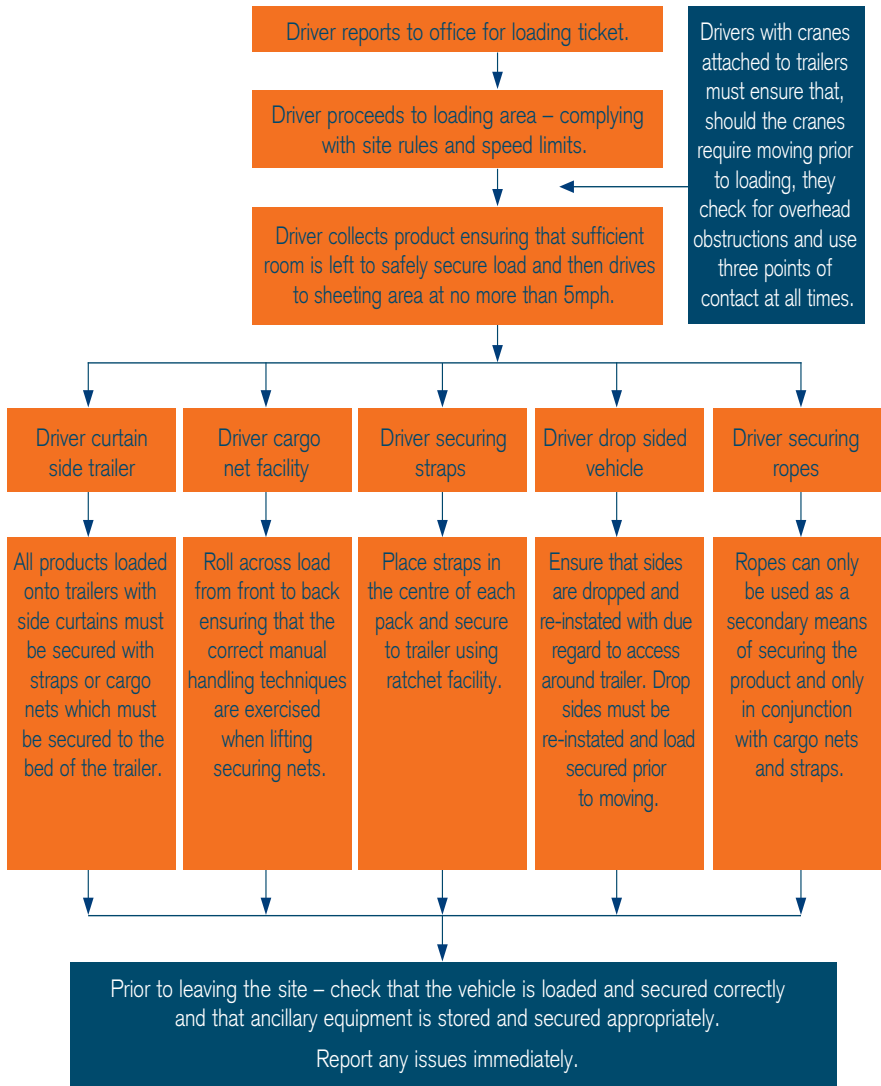 Driver reports to office for loading ticket.
Drivers with cranes
attached to trailers
must ensure that,
should the cranes
require moving prior
to loading, they
check for overhead
obstructions and use
three points of
contact at all times.
Driver proceeds to loading area – complying
with site rules and speed limits.
Driver collects product ensuring that sufficient
room is left to safely secure load and then drives
to sheeting area at no more than 5mph.
Driver curtain
side trailer
Driver cargo
net facility
Driver securing
straps
Driver drop sided
vehicle
Driver securing
ropes
All products loaded
onto trailers with
side curtains must
be secured with
straps or cargo
nets which must
be secured to the
bed of the trailer.
Roll across load
from front to back
ensuring that the
correct manual
handling techniques
are exercised
when lifting
securing nets.
Place straps in
the centre of each
pack and secure
to trailer using
ratchet facility.
Ensure that sides
are dropped and
re-instated with due
regard to access
around trailer. Drop
sides must be
re-instated and load
secured prior
to moving.
Ropes can only
be used as a
secondary means
of securing the
product and only
in conjunction
with cargo nets
and straps.
Prior to leaving the site – check that the vehicle is loaded and secured correctly
and that ancillary equipment is stored and secured appropriately.
Report any issues immediately.